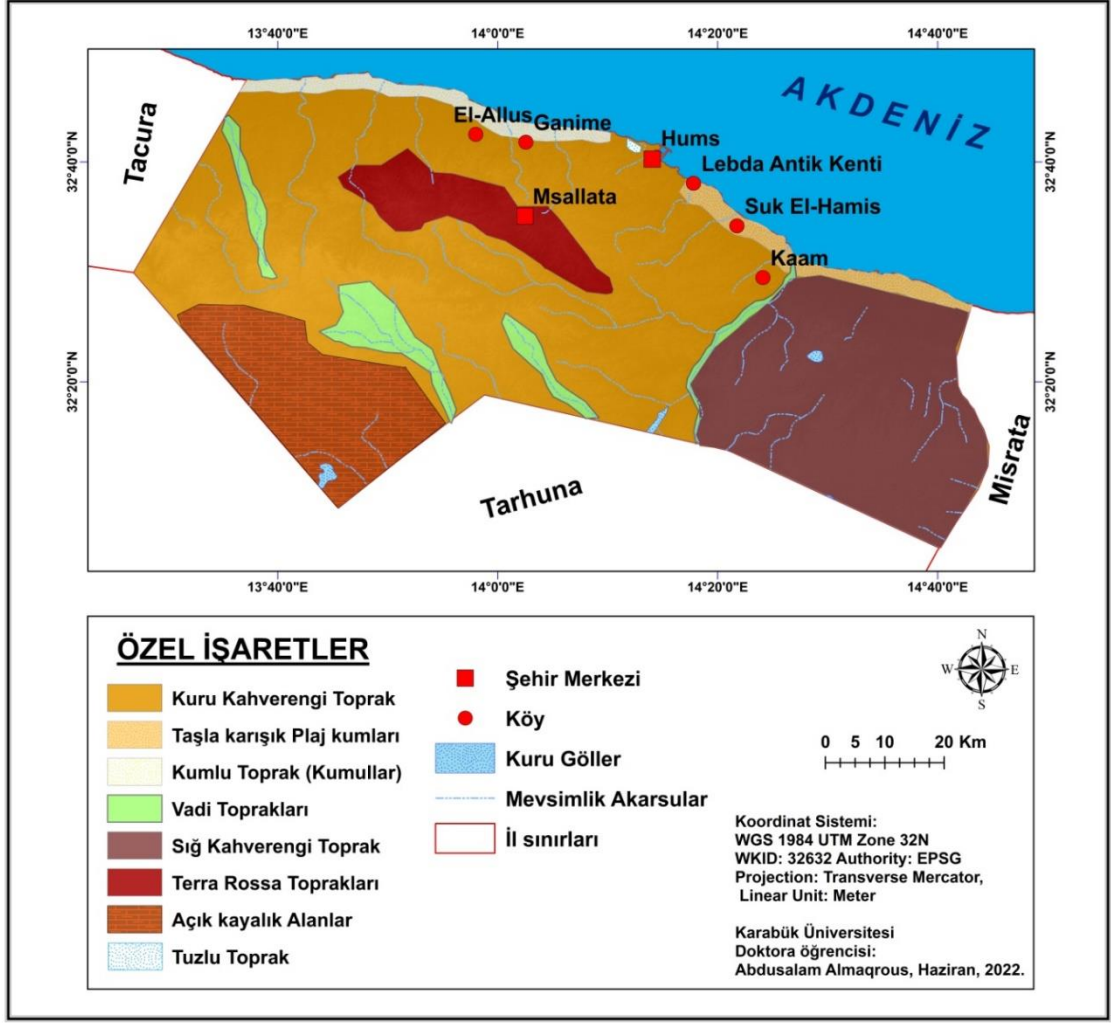 13°40'0"E
14°0'0"E
14°20'0"E
14°40'0"E
AKDENİZ
Tacura
El-Allus
Ganime
Hums
32°40'0"N
32°40'0"N
Lebda Antik Kenti
Msallata
Suk El-Hamis
Kaam
32°20'0"N
32°20'0"N
Misrata
Tarhuna
13°40'0"E
14°0'0"E
14°20'0"E
14°40'0"E
ÖZEL İŞARETLER
Kuru Kahverengi Toprak
Taşla karışık Plaj kumları
Kumlu Toprak (Kumullar)
Vadi Toprakları
Sığ Kahverengi Toprak
Terra Rossa Toprakları
Açık kayalık Alanlar
Tuzlu Toprak
Şehir Merkezi
Köy
Kuru Göller
Mevsimlik Akarsular
İl sınırları
N
W E
S
0 5 10 20 Km
Koordinat Sistemi:
WGS 1984 UTM Zone 32N
WKID: 32632 Authority: EPSG
Projection: Transverse Mercator,
Linear Unit: Meter
Karabük Üniversitesi
Doktora öğrencisi:
Abdusalam Almaqrous, Haziran, 2022.